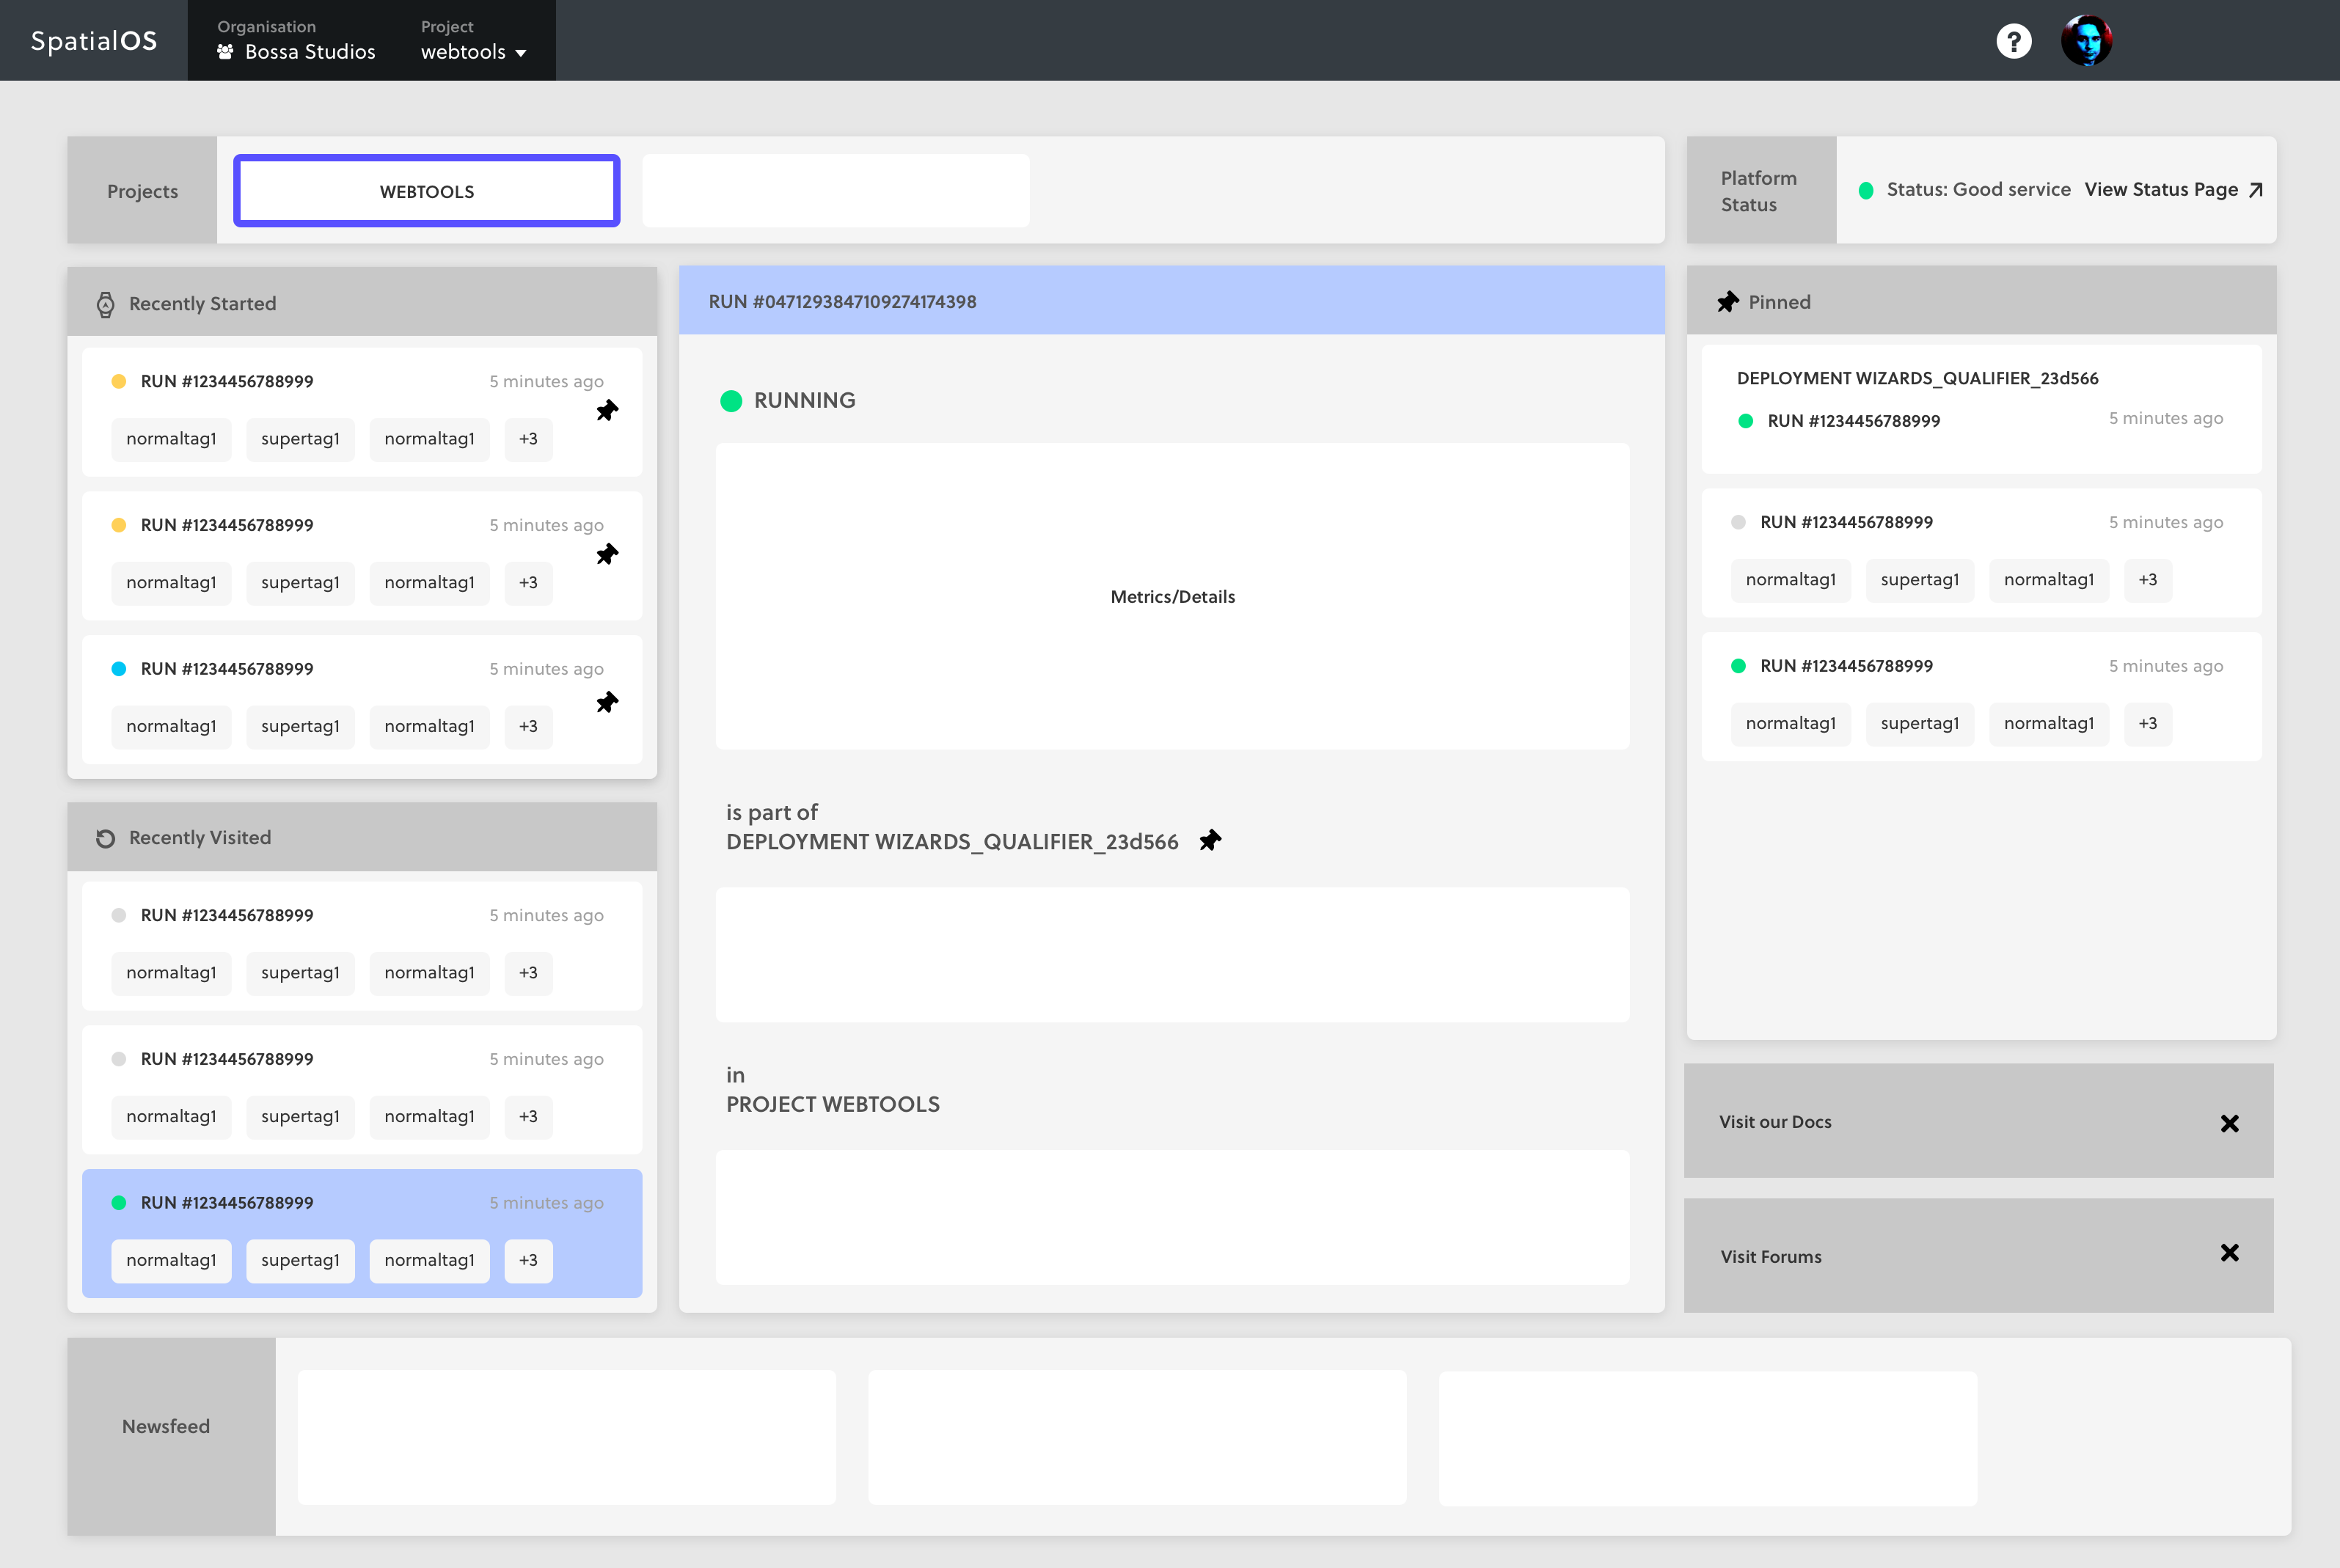 SpatialOS
Organisation
Bossa Studios
Project
webtools
?
Projects
WEBTOOLS
Platform
Status
Status: Good service
View Status Page
Recently Started
RUN #1234456788999
5 minutes ago
normaltag1
supertag1
normaltag1
+3
RUN #1234456788999
5 minutes ago
normaltag1
supertag1
normaltag1
+3
RUN #1234456788999
5 minutes ago
normaltag1
supertag1
normaltag1
+3
Recently Visited
RUN #1234456788999
5 minutes ago
normaltag1
supertag1
normaltag1
+3
RUN #1234456788999
5 minutes ago
normaltag1
supertag1
normaltag1
+3
RUN #1234456788999
5 minutes ago
normaltag1
supertag1
normaltag1
+3
RUN #0471293847109274174398
RUNNING
Metrics/Details
is part of
DEPLOYMENT WIZARDS_QUALIFIER_23d566
in
PROJECT WEBTOOLS
Pinned
DEPLOYMENT WIZARDS_QUALIFIER_23d566
RUN #1234456788999
5 minutes ago
RUN #1234456788999
5 minutes ago
normaltag1
supertag1
normaltag1
+3
RUN #1234456788999
5 minutes ago
normaltag1
supertag1
normaltag1
+3
Visit our Docs
Visit Forums
Newsfeed